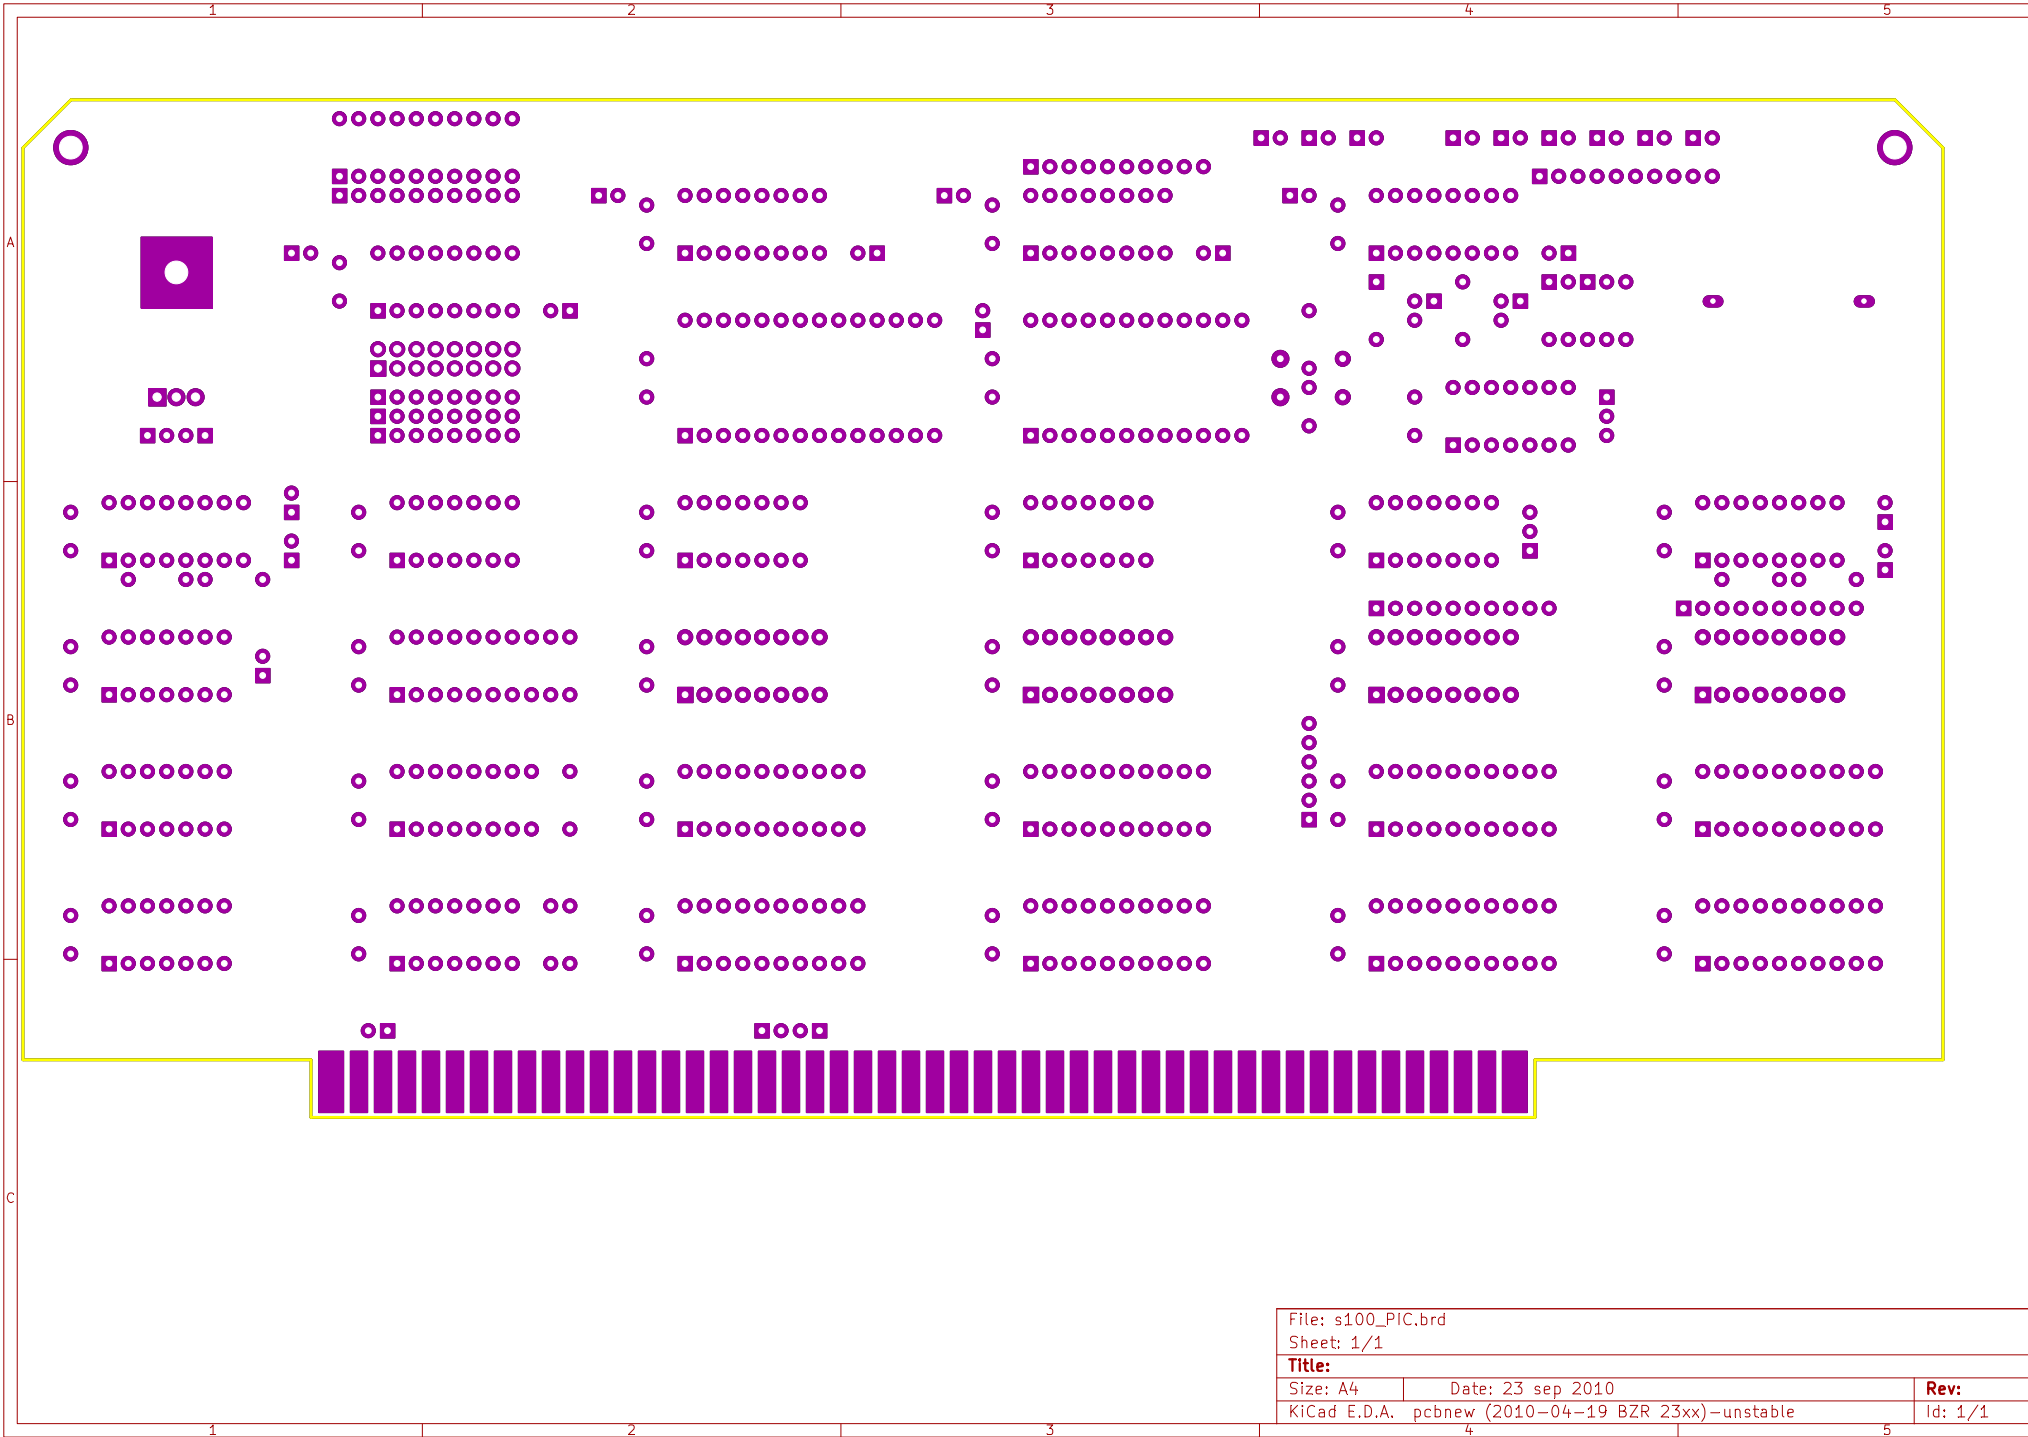 1 2 3 4 5
A
B
C
File: s100_PIC.brd
Sheet: 1/1
Title:
Size: A4 Date: 23 sep 2010 Rev:
KiCad E.D.A. pcbnew (2010-04-19 BZR 23xx)-unstable Id: 1/1
1 2 3 4 5